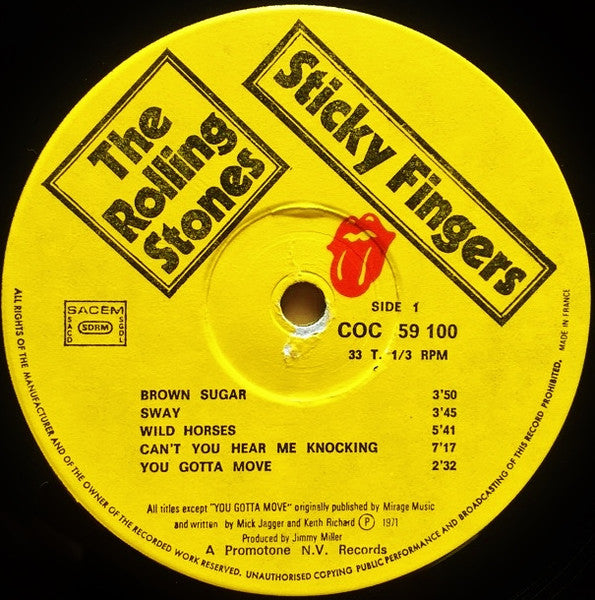 The
Rolling
Stones
Sticky Fingers
SIDE 1
COC 59 100
33 T. 1/3 RPM
SACEM
SACD
SDRM
SGDL
BROWN SUGAR 3'50
SWAY 3'45
WILD HORSES 5'41
CAN'T YOU HEAR ME KNOCKING 7'17
YOU GOTTA MOVE 2'32
All titles except "YOU GOTTA MOVE" originally published by Mirage Music
and written by Mick Jagger and Keith Richard Ⓟ 1971
Produced by Jimmy Miller
A Promotone N.V. Records
ALL RIGHTS OF THE MANUFACTURER AND OF THE OWNER OF THE RECORDED WORK RESERVED. UNAUTHORISED COPYING PUBLIC PERFORMANCE AND BROADCASTING OF THIS RECORD PROHIBITED. MADE IN FRANCE